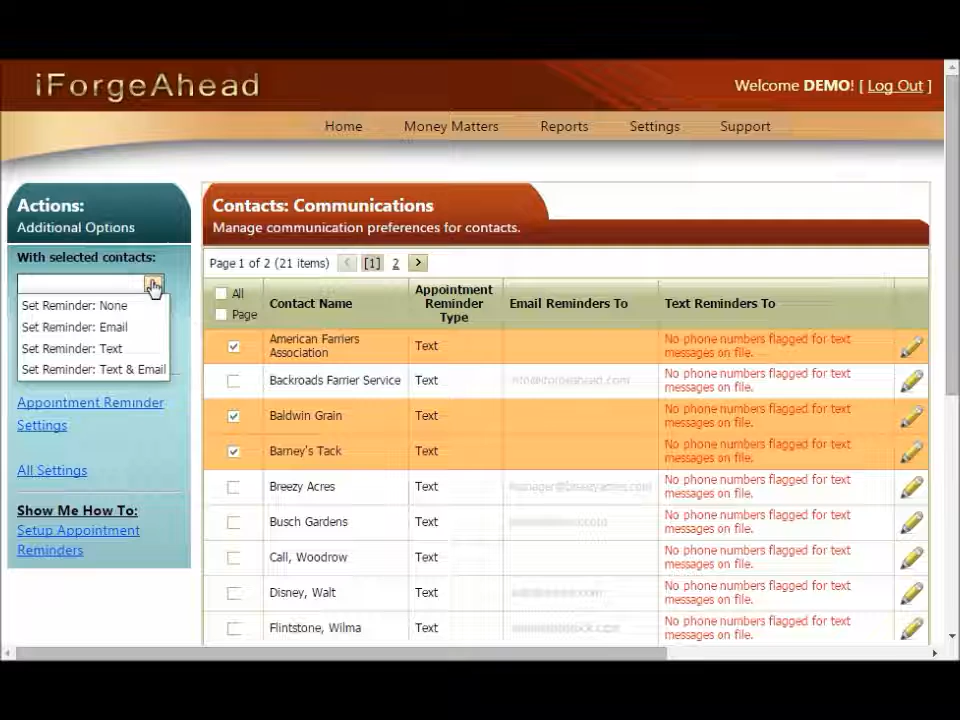 iForgeAhead
Welcome DEMO! [ Log Out ]
Home Money Matters Reports Settings Support
Actions:
Additional Options
With selected contacts:
Set Reminder: None
Set Reminder: Email
Set Reminder: Text
Set Reminder: Text & Email
Appointment Reminder
Settings
All Settings
Show Me How To:
Setup Appointment
Reminders
Contacts: Communications
Manage communication preferences for contacts.
Page 1 of 2 (21 items) < [1] 2 >
All
Page
Contact Name
Appointment
Reminder
Type
Email Reminders To
Text Reminders To
American Farriers
Association
Text
No phone numbers flagged for text
messages on file.
Backroads Farrier Service
Text
info@iforgeahead.com
No phone numbers flagged for text
messages on file.
Baldwin Grain
Text
No phone numbers flagged for text
messages on file.
Barney's Tack
Text
No phone numbers flagged for text
messages on file.
Breezy Acres
Text
manager@breezyacres.com
No phone numbers flagged for text
messages on file.
Busch Gardens
Text
No phone numbers flagged for text
messages on file.
Call, Woodrow
Text
No phone numbers flagged for text
messages on file.
Disney, Walt
Text
No phone numbers flagged for text
messages on file.
Flintstone, Wilma
Text
No phone numbers flagged for text
messages on file.